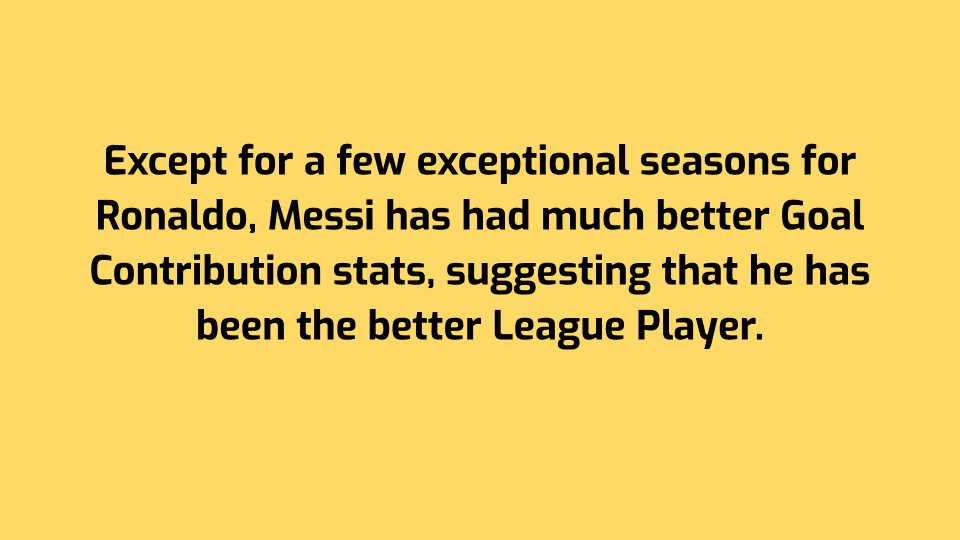 Except for a few exceptional seasons for
Ronaldo, Messi has had much better Goal
Contribution stats, suggesting that he has
been the better League Player.